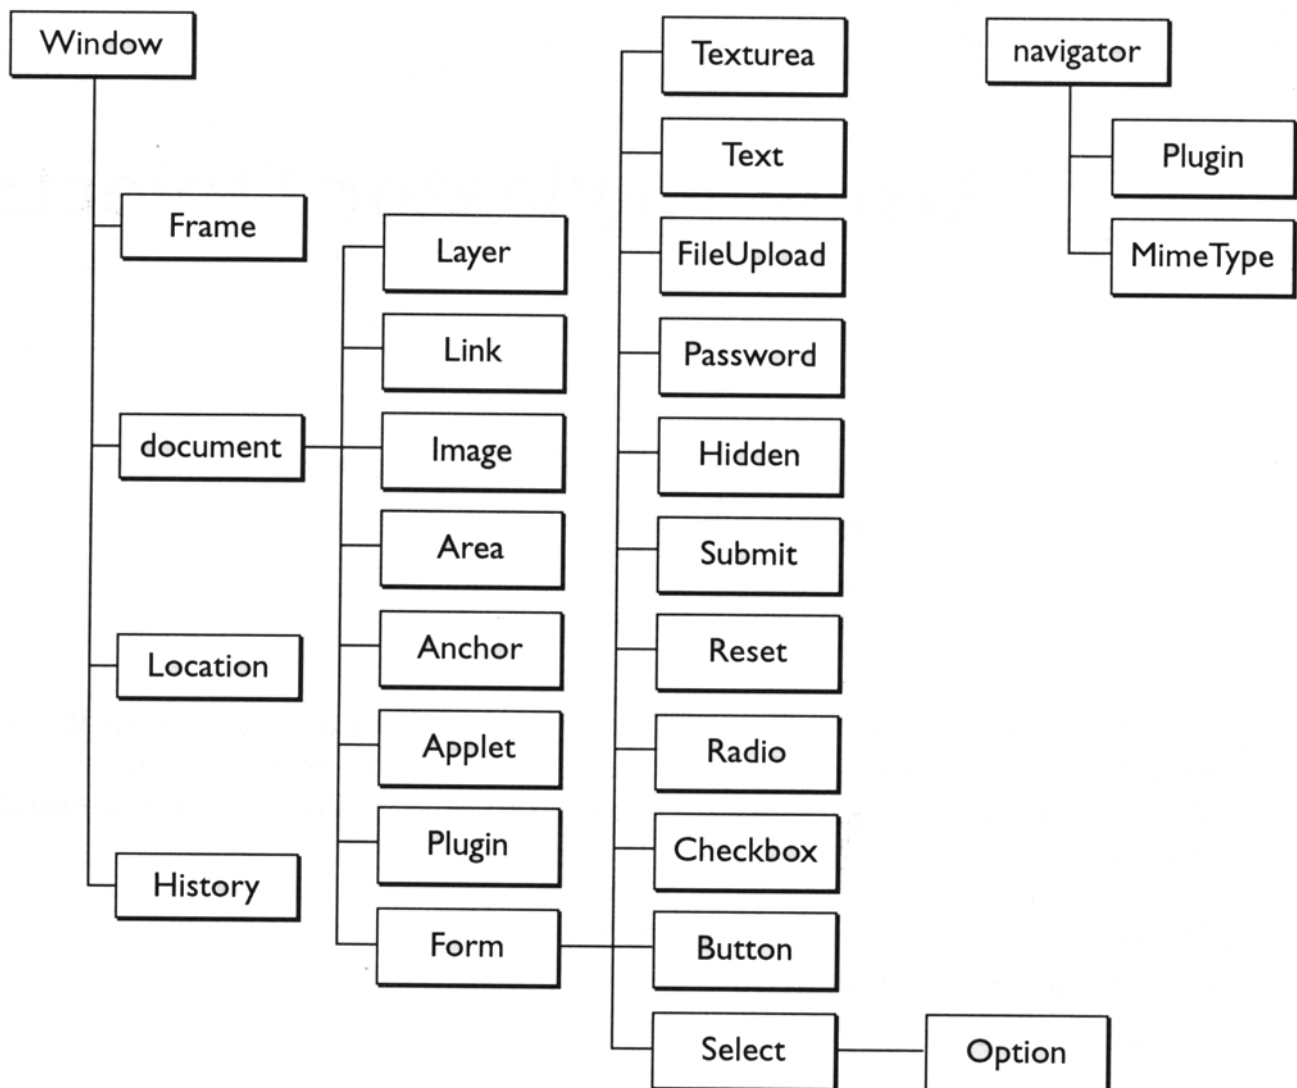 Window
Frame
document
Location
History
Layer
Link
Image
Area
Anchor
Applet
Plugin
Form
Texturea
Text
FileUpload
Password
Hidden
Submit
Reset
Radio
Checkbox
Button
Select
Option
navigator
Plugin
MimeType